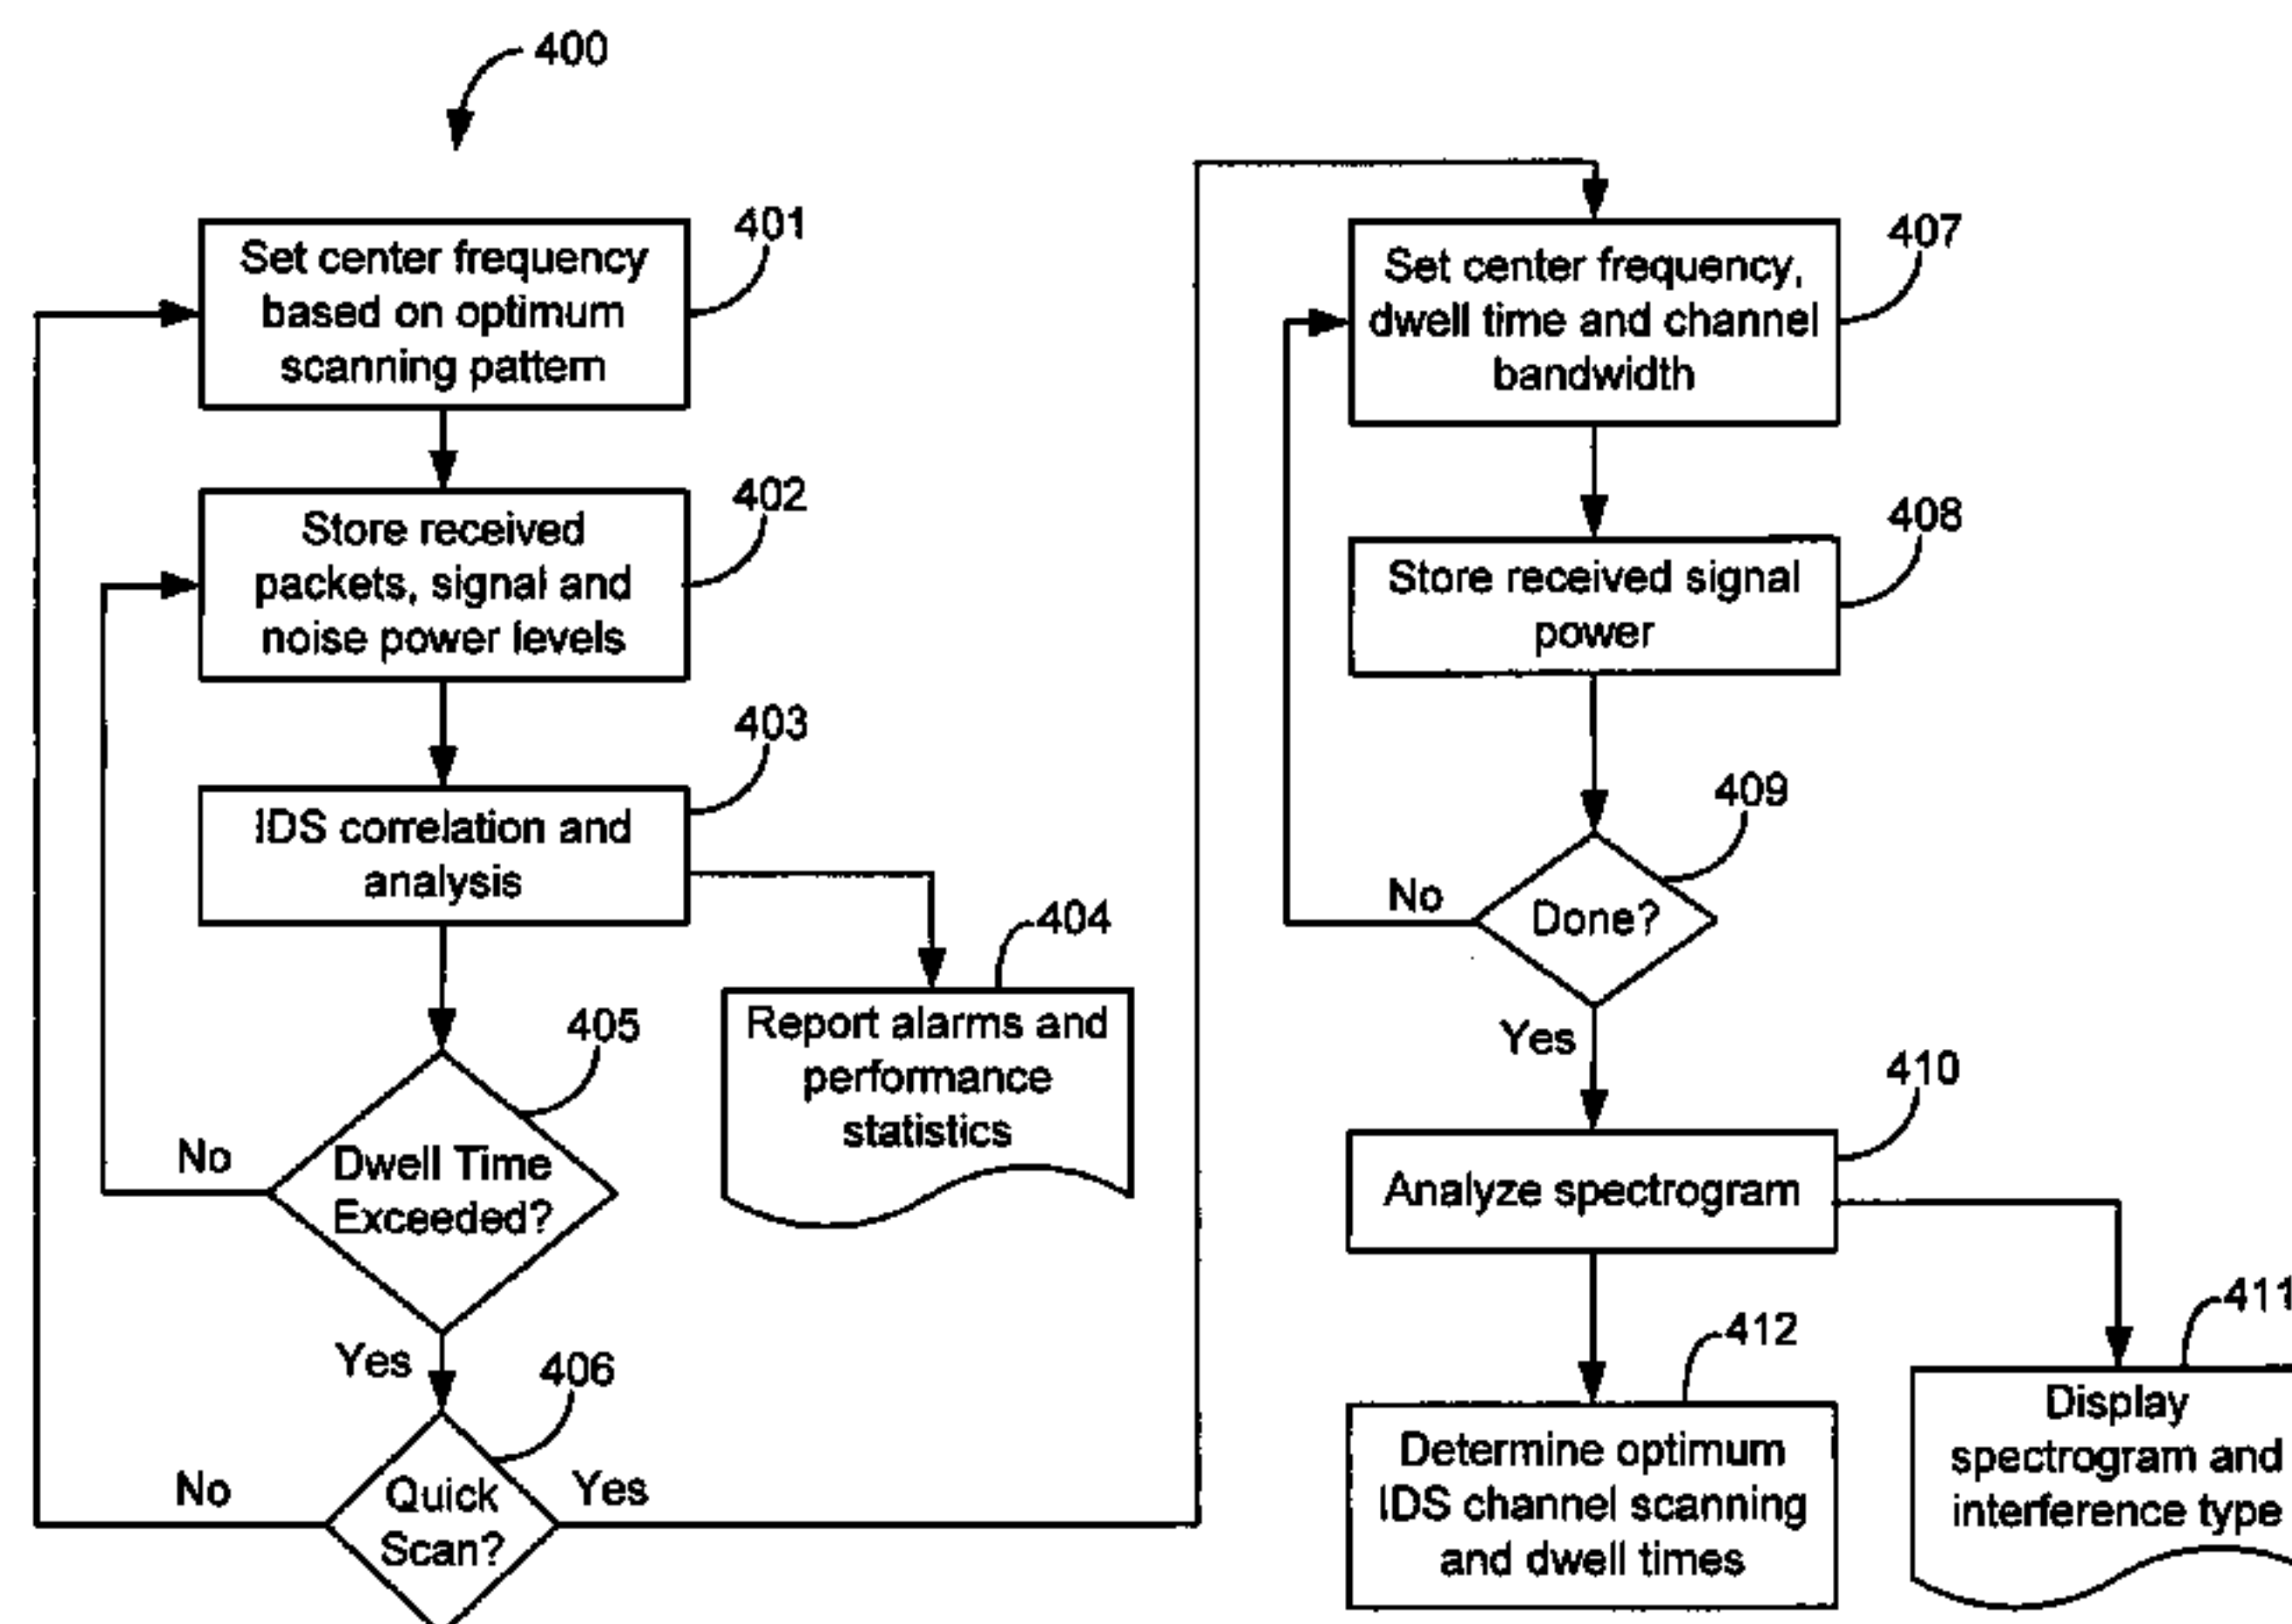 400
401
Set center frequency
based on optimum
scanning pattern
402
Store received
packets, signal and
noise power levels
403
IDS correlation and
analysis
404
Report alarms and
performance
statistics
405
Dwell Time
Exceeded?
No
Yes
406
Quick
Scan?
No
Yes
407
Set center frequency,
dwell time and channel
bandwidth
408
Store received signal
power
409
Done?
No
Yes
410
Analyze spectrogram
411
Display
spectrogram and
interference type
412
Determine optimum
IDS channel scanning
and dwell times